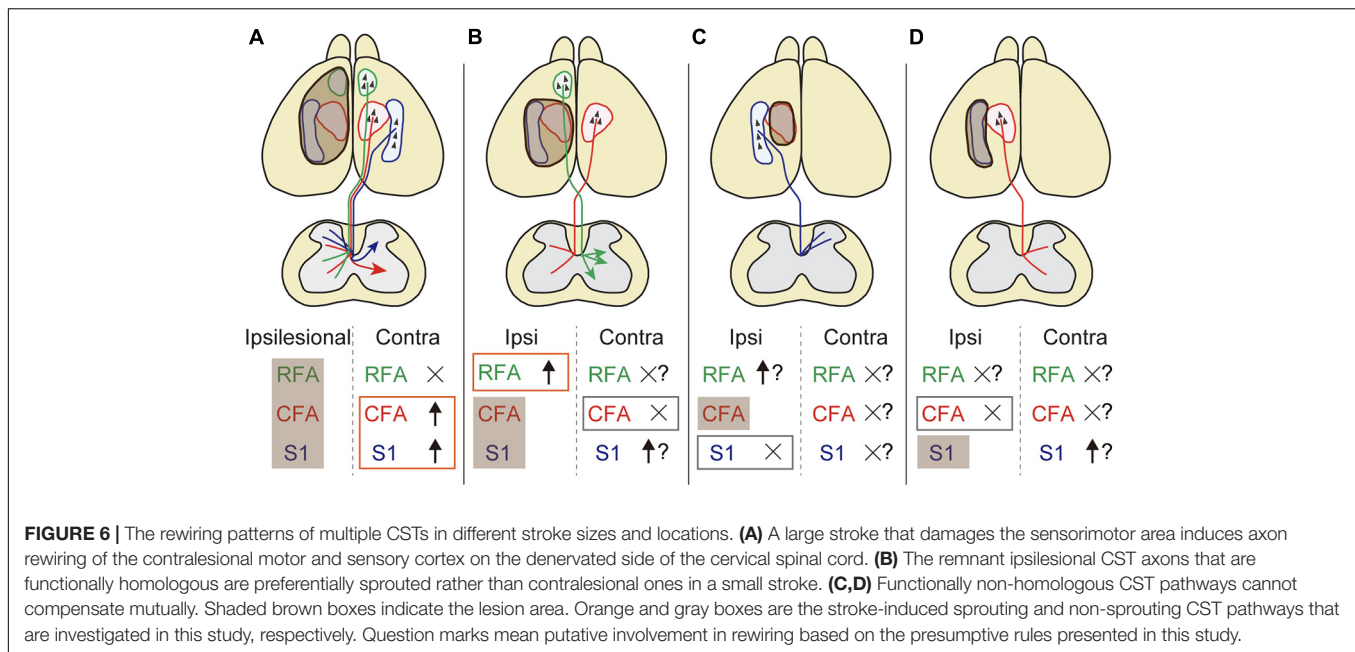 A B C D
Ipsilesional Contra Ipsi Contra Ipsi Contra Ipsi Contra
RFA RFA × RFA ↑ RFA ×? RFA ↑? RFA ×? RFA ×? RFA ×?
CFA CFA ↑ CFA CFA × CFA CFA ×? CFA × CFA ×?
S1 S1 ↑ S1 S1 ↑? S1 × S1 ×? S1 S1 ↑?
FIGURE 6 | The rewiring patterns of multiple CSTs in different stroke sizes and locations. (A) A large stroke that damages the sensorimotor area induces axon
rewiring of the contralesional motor and sensory cortex on the denervated side of the cervical spinal cord. (B) The remnant ipsilesional CST axons that are
functionally homologous are preferentially sprouted rather than contralesional ones in a small stroke. (C,D) Functionally non-homologous CST pathways cannot
compensate mutually. Shaded brown boxes indicate the lesion area. Orange and gray boxes are the stroke-induced sprouting and non-sprouting CST pathways that
are investigated in this study, respectively. Question marks mean putative involvement in rewiring based on the presumptive rules presented in this study.